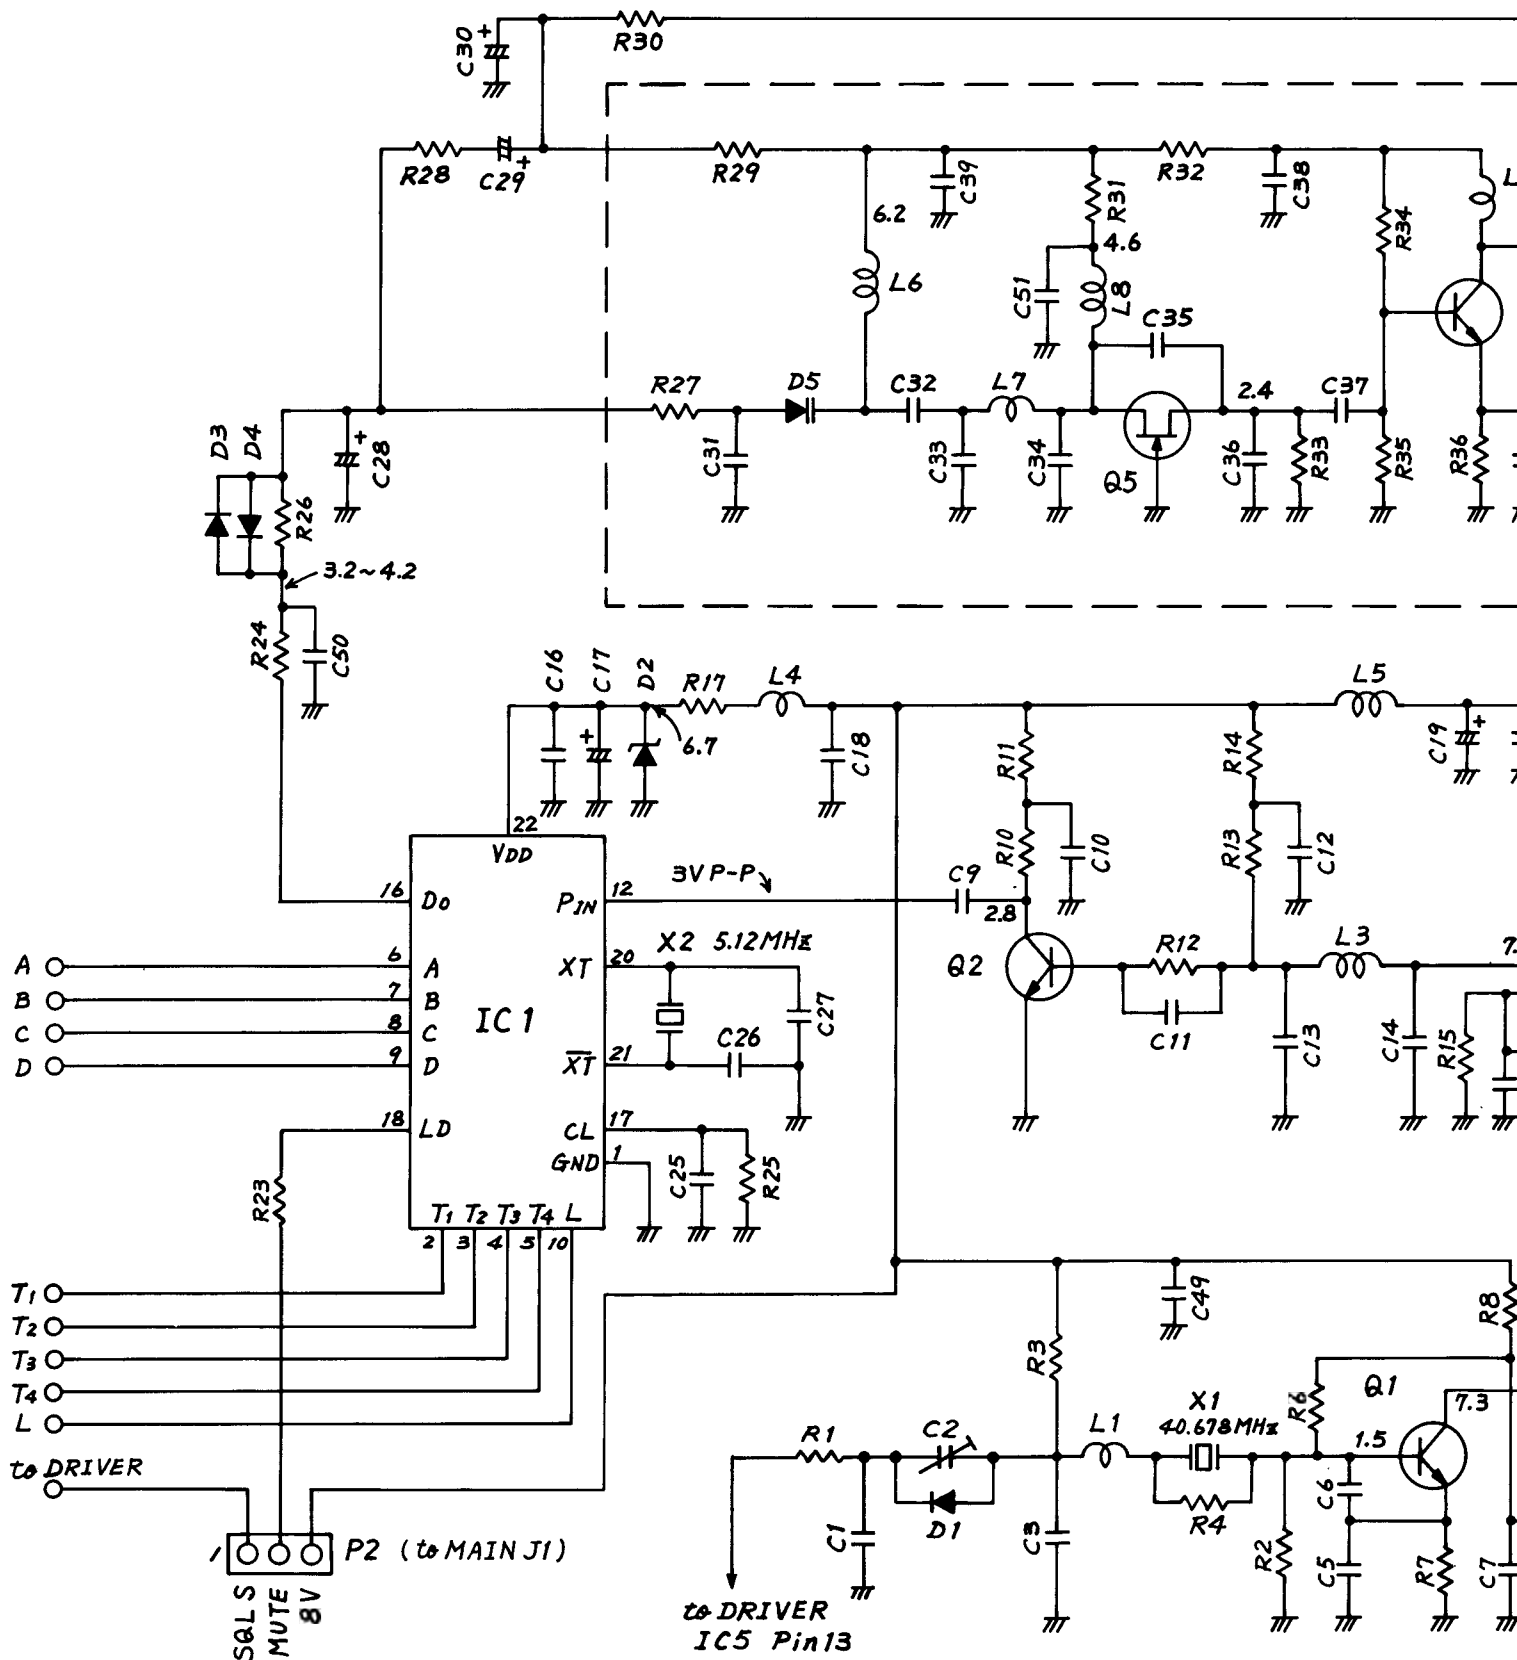 C30 +
R30
R28
C29 +
R29
C39
R31
R32
C38
R34
L
6.2
4.6
L6
C51
L8
C35
R27
D5
C32
L7
2.4
C37
D3
D4
C28 +
R26
C31
C33
C34
Q5
C36
R33
R35
R36
3.2~4.2
R24
C50
C16
C17 +
D2
R17
L4
L5
6.7
C18
R11
R14
C19 +
22
VDD
R10
C10
R13
C12
16
DO
PIN
12
3V P-P
C9
2.8
A
6
A
XT
20
X2 5.12MHz
Q2
R12
L3
7.
B
7
B
IC1
C
8
C
C27
C11
C13
C14
R15
D
9
D
XT
21
C26
18
LD
CL
17
GND
1
C25
R25
R23
T1 T2 T3 T4 L
2 3 4 5 10
T1
T2
T3
T4
L
C49
R8
R3
R6
Q1
7.3
X1
40.678MHz
R1
C2
L1
1.5
to DRIVER
D1
R4
C6
C1
C3
R2
C5
R7
C7
1
P2 (to MAIN J1)
SQLS
MUTE
8V
to DRIVER
IC5 Pin13